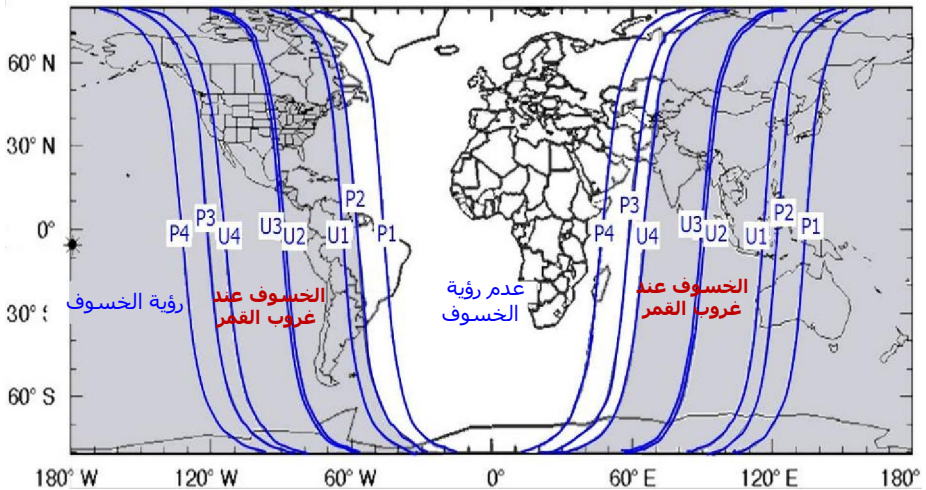 60° N
30° N
0°
30° S
60° S
P4
P3
U4
U3
U2
U1
P2
P1
P4
P3
U4
U3
U2
U1
P2
P1
رؤية الخسوف
الخسوف عند
غروب القمر
عدم رؤية
الخسوف
الخسوف عند
غروب القمر
180° W
120° W
60° W
0°
60° E
120° E
180°